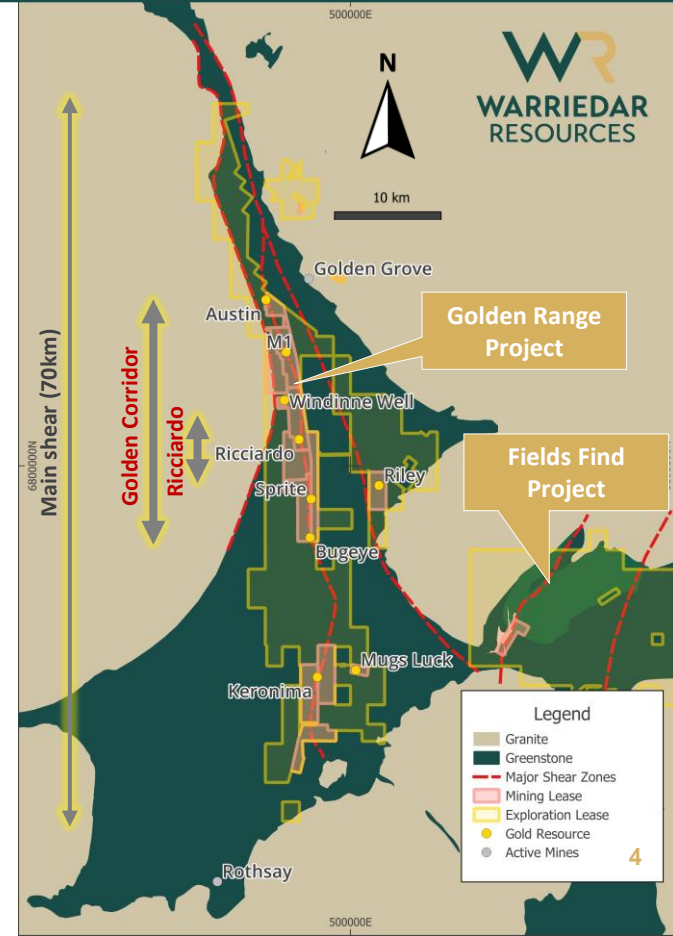 500000E
WR
WARRIEDAR
RESOURCES
N
10 km
Golden Grove
Austin
Golden Range
Project
M1
Main shear (70km)
Golden Corridor
Ricciardo
Windinne Well
6800000N
Ricciardo
Riley
Fields Find
Project
Sprite
Bugeye
Mugs Luck
Keronima
Legend
Granite
Greenstone
Major Shear Zones
Mining Lease
Exploration Lease
Gold Resource
Active Mines
4
Rothsay
500000E